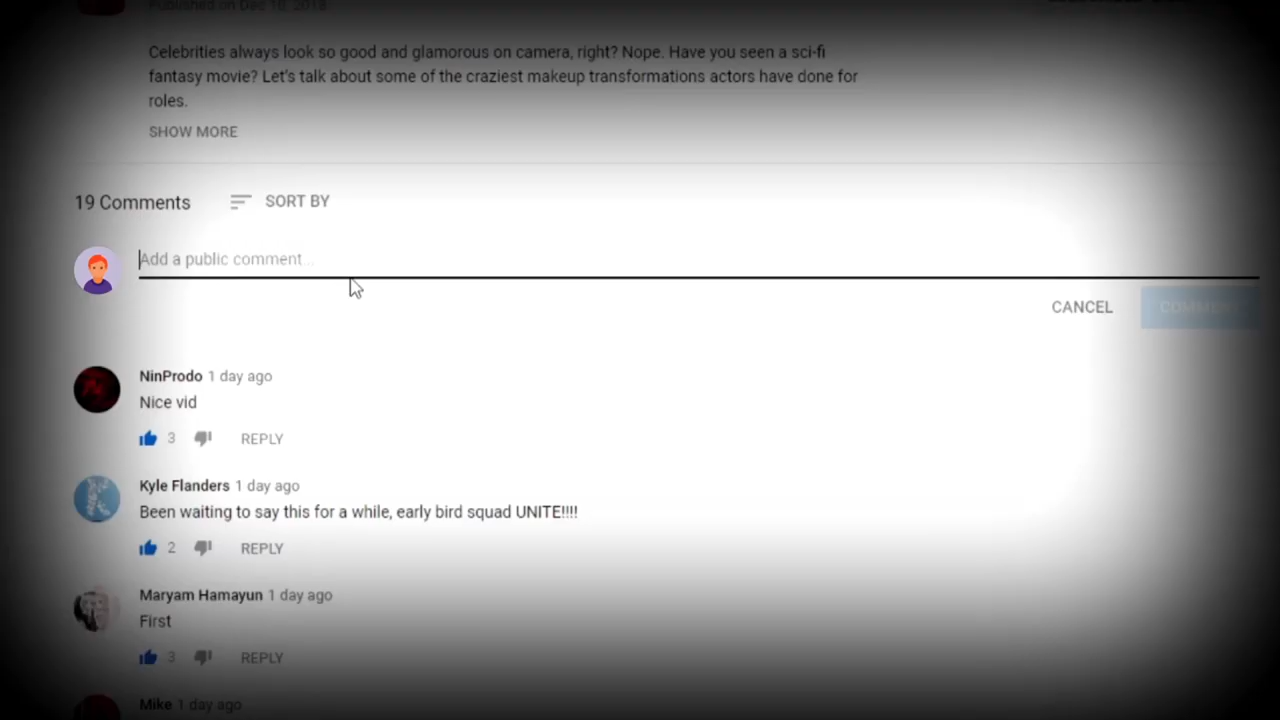 Published on Dec 10, 2018
Celebrities always look so good and glamorous on camera, right? Nope. Have you seen a sci-fi
fantasy movie? Let's talk about some of the craziest makeup transformations actors have done for
roles.
SHOW MORE
19 Comments SORT BY
Add a public comment...
CANCEL COMMENT
NinProdo 1 day ago
Nice vid
3 REPLY
Kyle Flanders 1 day ago
Been waiting to say this for a while, early bird squad UNITE!!!!
2 REPLY
Maryam Hamayun 1 day ago
First
3 REPLY
Mike 1 day ago